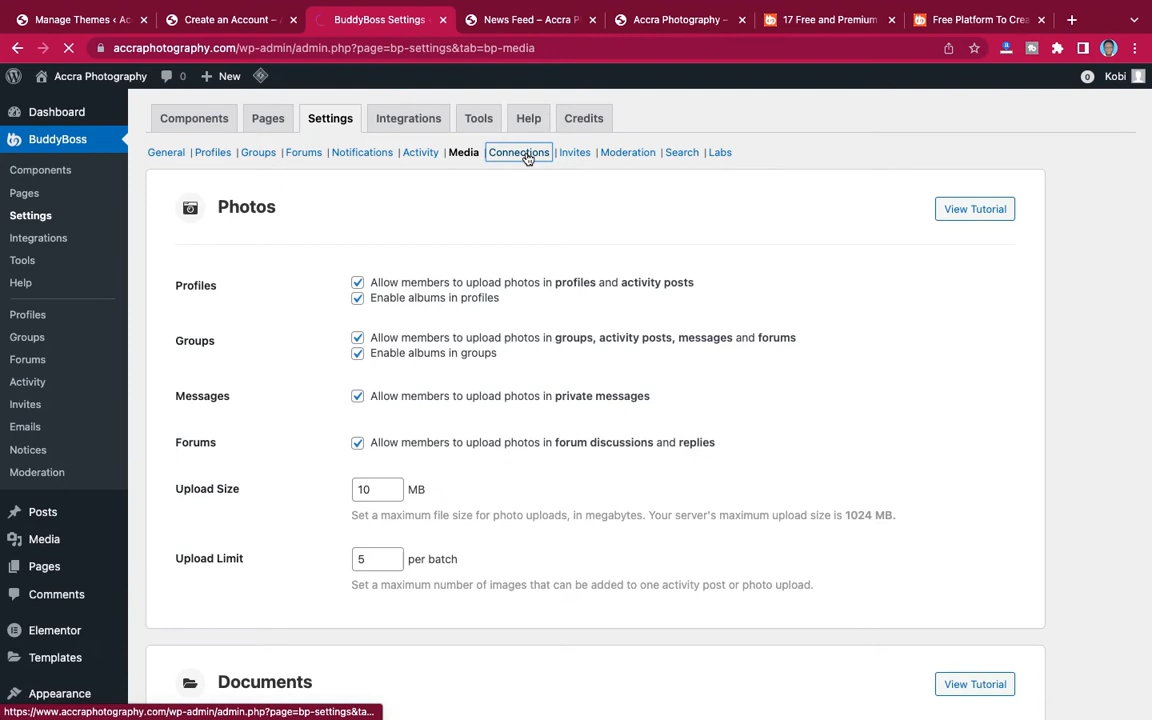 Manage Themes ‹ Ac
Create an Account –
BuddyBoss Settings ‹
News Feed – Accra P
Accra Photography –
17 Free and Premium
Free Platform To Crea
accraphotography.com/wp-admin/admin.php?page=bp-settings&tab=bp-media
Accra Photography
0
New
0
Kobi
Dashboard
BuddyBoss
Components
Pages
Settings
Integrations
Tools
Help
Profiles
Groups
Forums
Activity
Invites
Emails
Notices
Moderation
Posts
Media
Pages
Comments
Elementor
Templates
Appearance
Components
Pages
Settings
Integrations
Tools
Help
Credits
General | Profiles | Groups | Forums | Notifications | Activity | Media | Connections | Invites | Moderation | Search | Labs
Photos
View Tutorial
Profiles
Allow members to upload photos in profiles and activity posts
Enable albums in profiles
Groups
Allow members to upload photos in groups, activity posts, messages and forums
Enable albums in groups
Messages
Allow members to upload photos in private messages
Forums
Allow members to upload photos in forum discussions and replies
Upload Size
10 MB
Set a maximum file size for photo uploads, in megabytes. Your server's maximum upload size is 1024 MB.
Upload Limit
5 per batch
Set a maximum number of images that can be added to one activity post or photo upload.
Documents
View Tutorial
https://www.accraphotography.com/wp-admin/admin.php?page=bp-settings&ta...